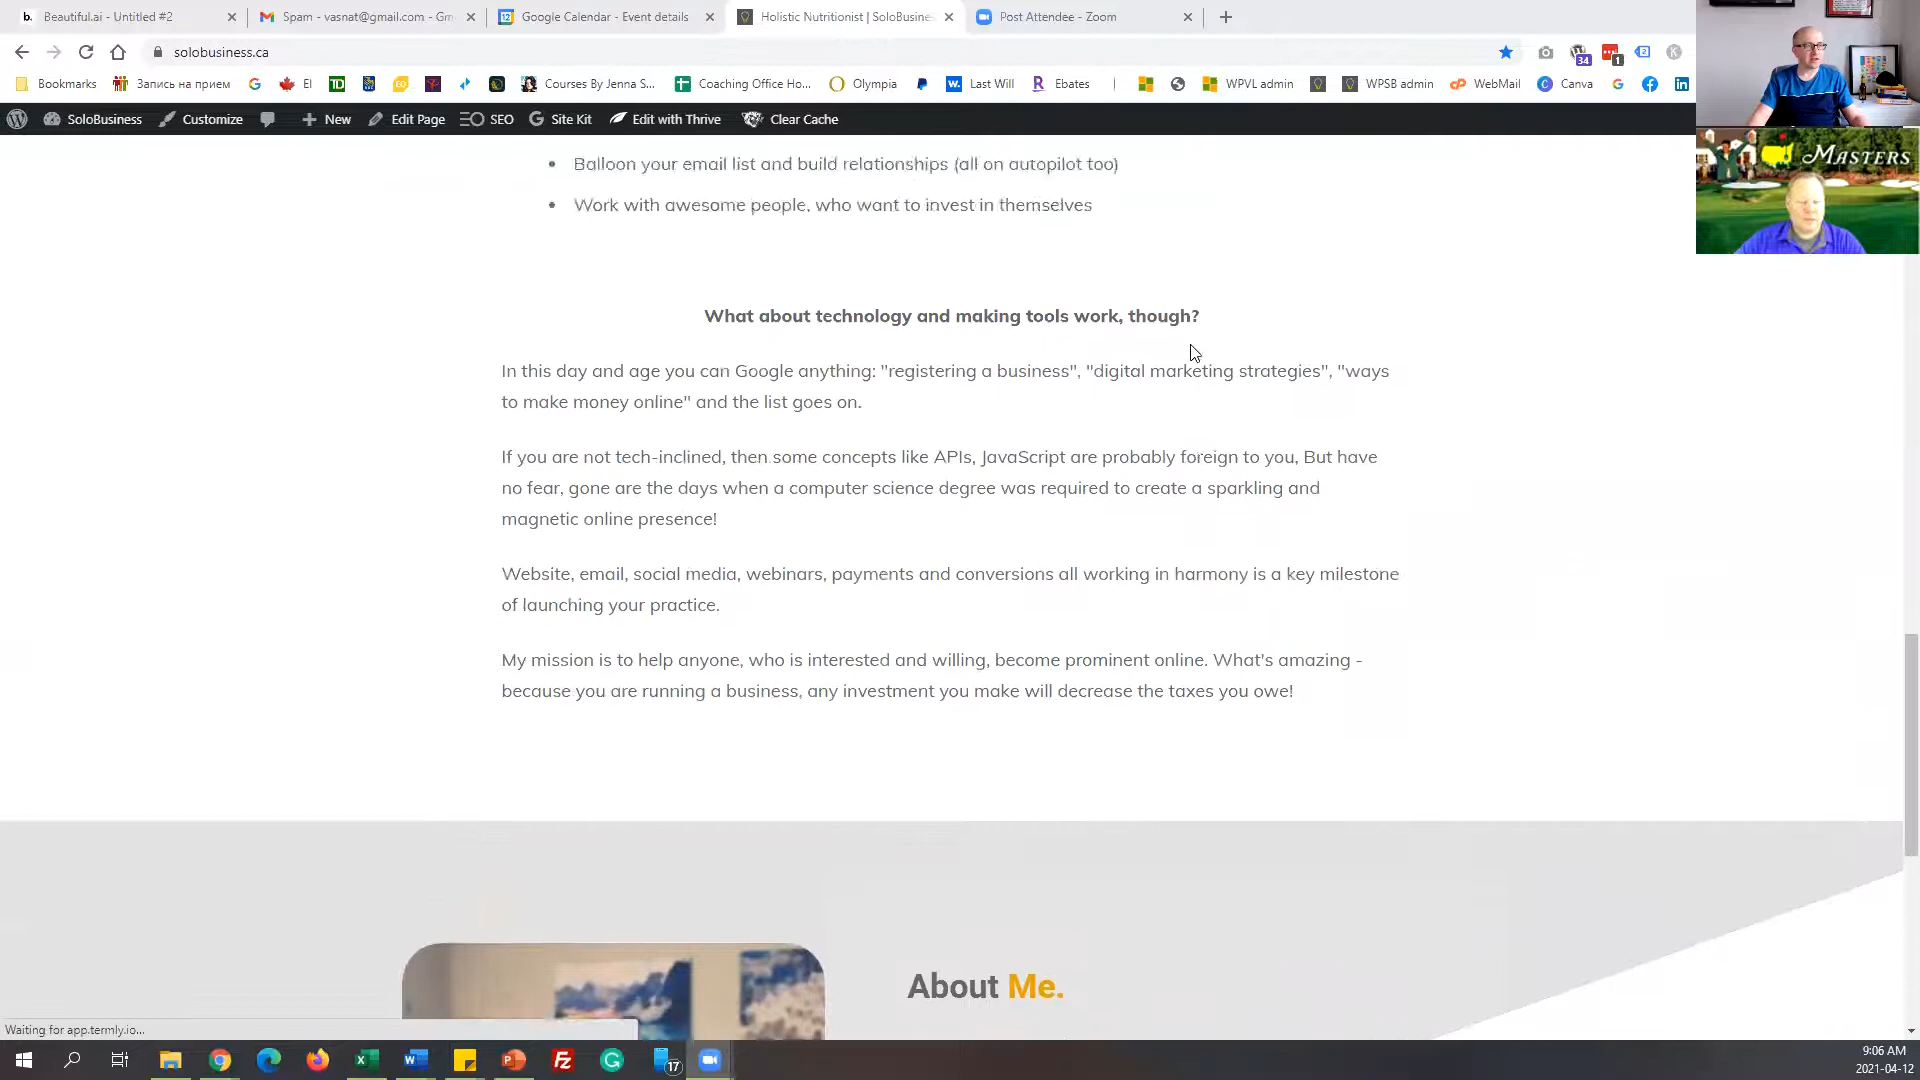 Beautiful.ai - Untitled #2
Spam - vasnat@gmail.com - Gm
Google Calendar - Event details
Holistic Nutritionist | SoloBusine
Post Attendee - Zoom
solobusiness.ca
34
1
2
K
Bookmarks
Запись на прием
EI
Courses By Jenna S...
Coaching Office Ho...
Olympia
Last Will
Ebates
WPVL admin
WPSB admin
WebMail
Canva
SoloBusiness
Customize
New
Edit Page
SEO
Site Kit
Edit with Thrive
Clear Cache
MASTERS
• Balloon your email list and build relationships (all on autopilot too)
• Work with awesome people, who want to invest in themselves
What about technology and making tools work, though?
In this day and age you can Google anything: "registering a business", "digital marketing strategies", "ways
to make money online" and the list goes on.
If you are not tech-inclined, then some concepts like APIs, JavaScript are probably foreign to you, But have
no fear, gone are the days when a computer science degree was required to create a sparkling and
magnetic online presence!
Website, email, social media, webinars, payments and conversions all working in harmony is a key milestone
of launching your practice.
My mission is to help anyone, who is interested and willing, become prominent online. What's amazing -
because you are running a business, any investment you make will decrease the taxes you owe!
About Me.
Waiting for app.termly.io...
17
9:06 AM
2021-04-12